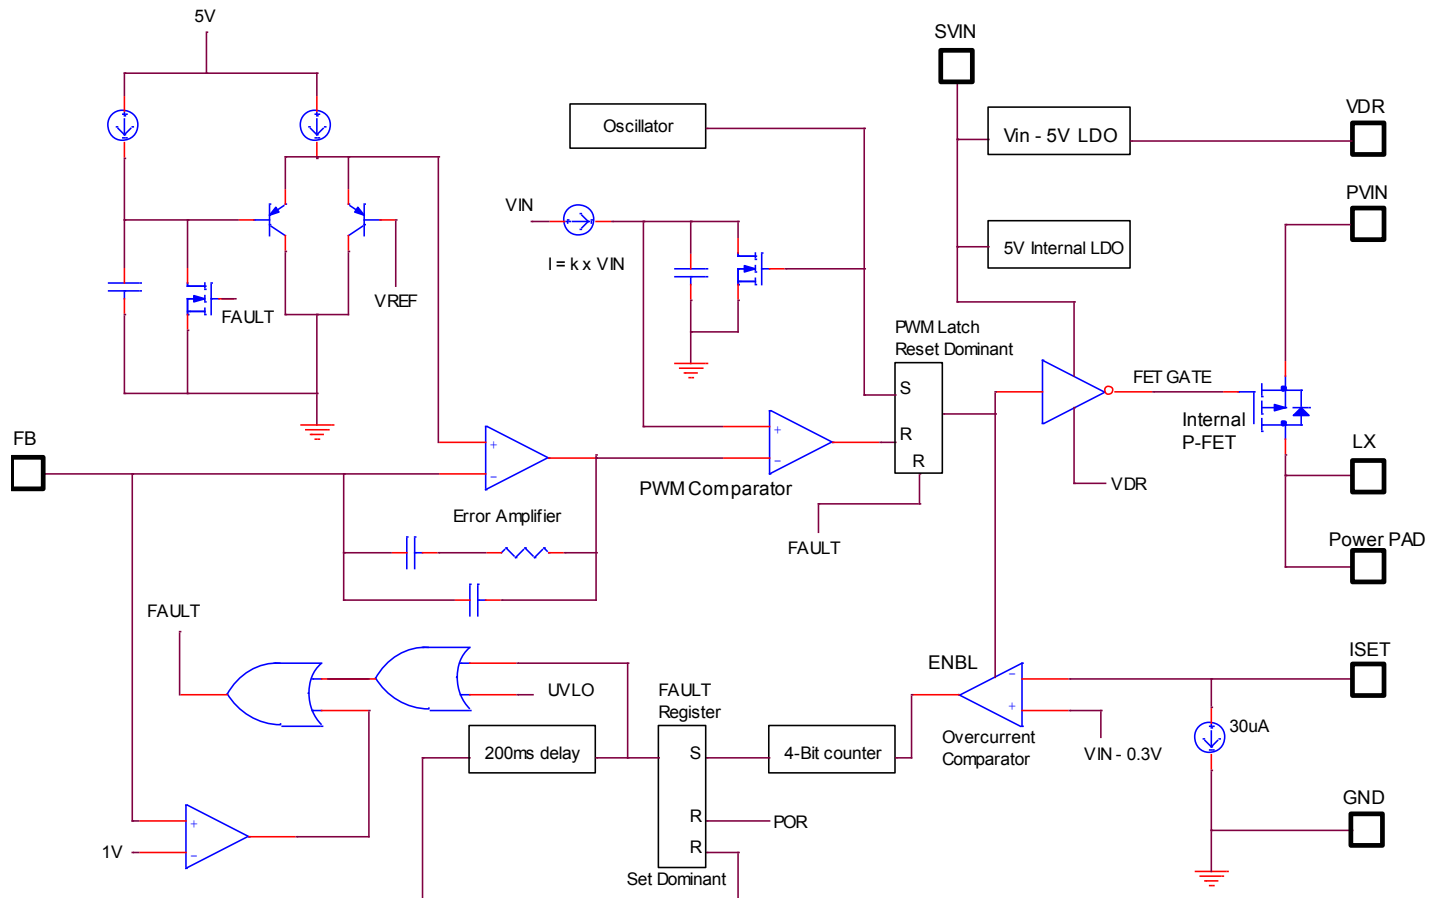 5V
SVIN
VDR
Oscillator
Vin - 5V LDO
PVIN
VIN
I = k x VIN
5V Internal LDO
VREF
FAULT
PWM Latch
Reset Dominant
FET GATE
S
+
+
R
Internal
P-FET
FB
LX
-
-
R
PWM Comparator
VDR
Error Amplifier
FAULT
Power PAD
FAULT
ENBL
ISET
-
UVLO
FAULT
Register
+
30uA
200ms delay
S
4-Bit counter
Overcurrent
Comparator
VIN - 0.3V
GND
+
R
POR
1V
-
R
Set Dominant